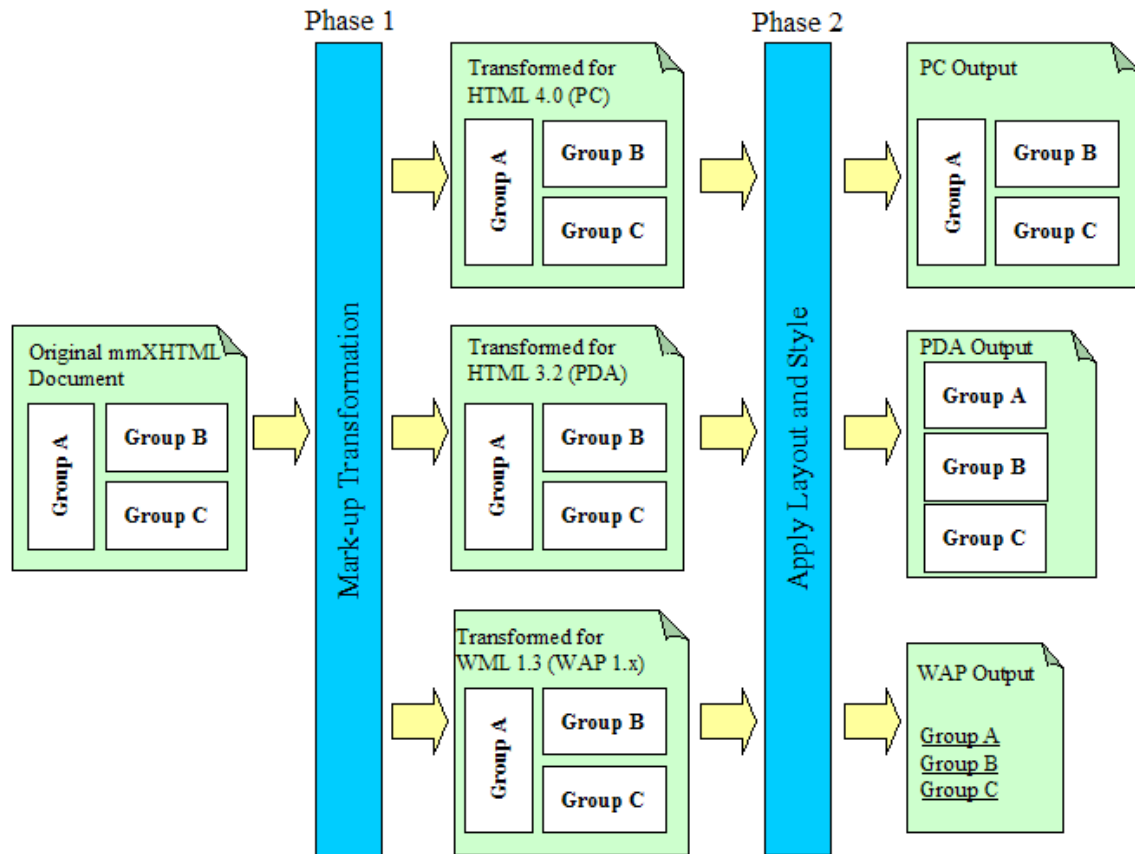 Phase 1
Phase 2
Original mmXHTML
Document
Group A
Group B
Group C
Mark-up Transformation
Transformed for
HTML 4.0 (PC)
Group A
Group B
Group C
Transformed for
HTML 3.2 (PDA)
Group A
Group B
Group C
Transformed for
WML 1.3 (WAP 1.x)
Group A
Group B
Group C
Apply Layout and Style
PC Output
Group A
Group B
Group C
PDA Output
Group A
Group B
Group C
WAP Output
Group A
Group B
Group C